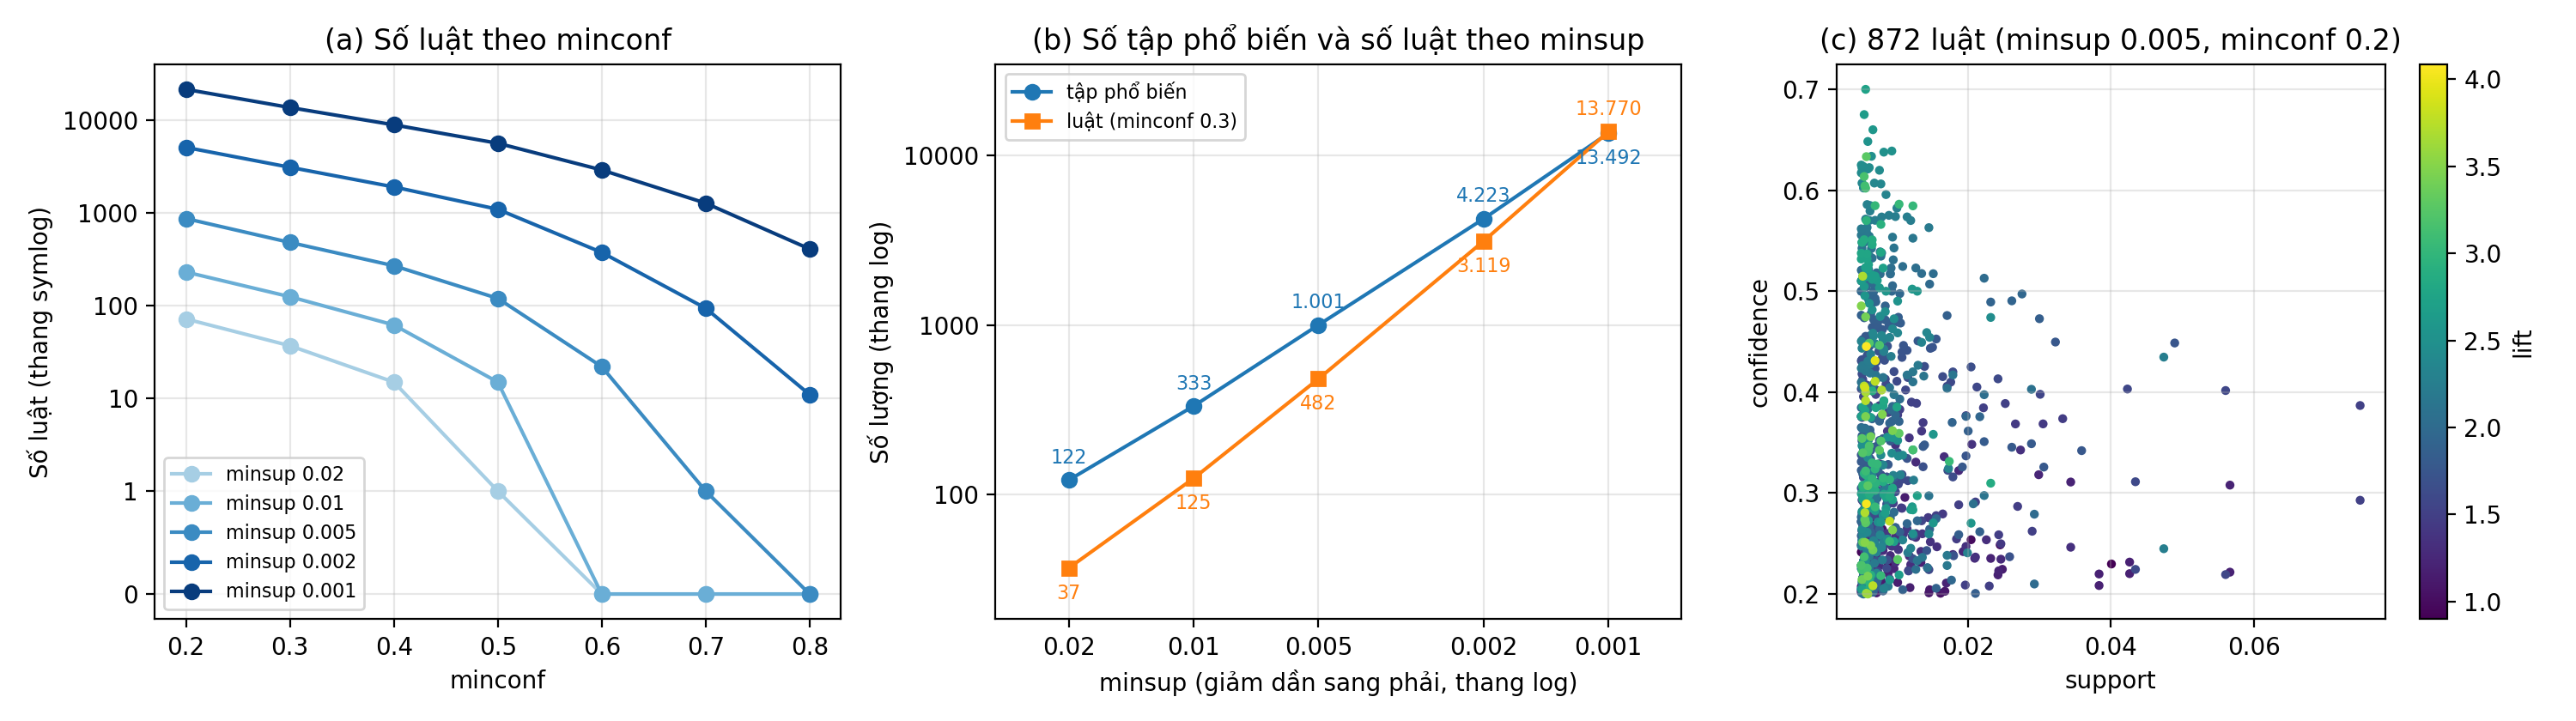 (a) Số luật theo minconf
Số luật (thang symlog)
10000
1000
100
10
1
0
minsup 0.02
minsup 0.01
minsup 0.005
minsup 0.002
minsup 0.001
0.2 0.3 0.4 0.5 0.6 0.7 0.8
minconf
(b) Số tập phổ biến và số luật theo minsup
Số lượng (thang log)
tập phổ biến
luật (minconf 0.3)
10000
1000
100
122
333
1.001
4.223
13.492
37
125
482
3.119
13.770
0.02 0.01 0.005 0.002 0.001
minsup (giảm dần sang phải, thang log)
(c) 872 luật (minsup 0.005, minconf 0.2)
confidence
0.7
0.6
0.5
0.4
0.3
0.2
0.02 0.04 0.06
support
4.0
3.5
3.0
2.5
2.0
1.5
1.0
lift